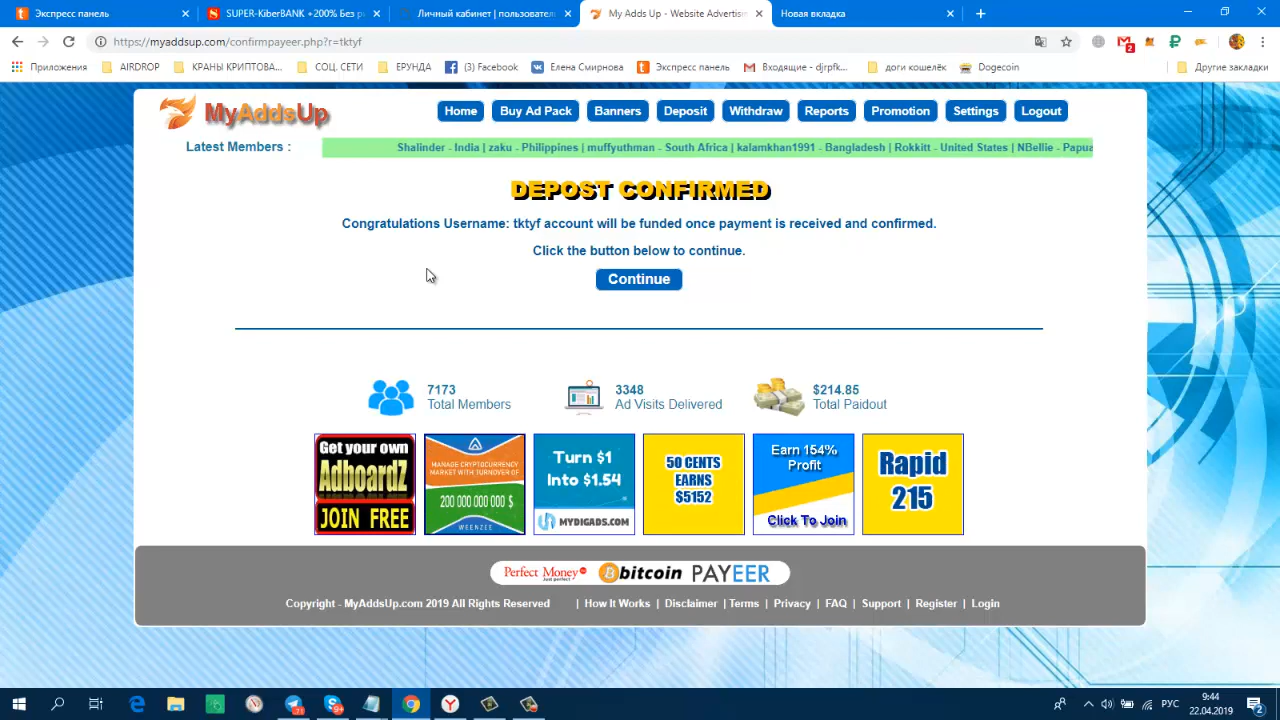 Экспресс панель
SUPER-KiberBANK +200% Без р
Личный кабинет | пользовател
My Adds Up - Website Advertisin
Новая вкладка
https://myaddsup.com/confirmpayeer.php?r=tktyf
2
Приложения
AIRDROP
КРАНЫ КРИПТОВА...
СОЦ. СЕТИ
ЕРУНДА
(3) Facebook
Елена Смирнова
Экспресс панель
Входящие - djrpfk...
доги кошелёк
Dogecoin
Другие закладки
MyAddsUp
Home
Buy Ad Pack
Banners
Deposit
Withdraw
Reports
Promotion
Settings
Logout
Latest Members :
Shalinder - India | zaku - Philippines | muffyuthman - South Africa | kalamkhan1991 - Bangladesh | Rokkitt - United States | NBellie - Papua
DEPOST CONFIRMED
Congratulations Username: tktyf account will be funded once payment is received and confirmed.
Click the button below to continue.
Continue
7173
Total Members
3348
Ad Visits Delivered
$214.85
Total Paidout
Get your own
AdboardZ
JOIN FREE
MANAGE CRYPTOCURRENCY
MARKET WITH TURNOVER OF
200 000 000 000 $
WEENZEE
Turn $1
Into $1.54
MYDIGADS.COM
50 CENTS
EARNS
$5152
Earn 154%
Profit
Click To Join
Rapid
215
Perfect Money
Just perfect
bitcoin
PAYEER
Copyright - MyAddsUp.com 2019 All Rights Reserved | How It Works | Disclaimer | Terms | Privacy | FAQ | Support | Register | Login
РУС
9:44
22.04.2019
2